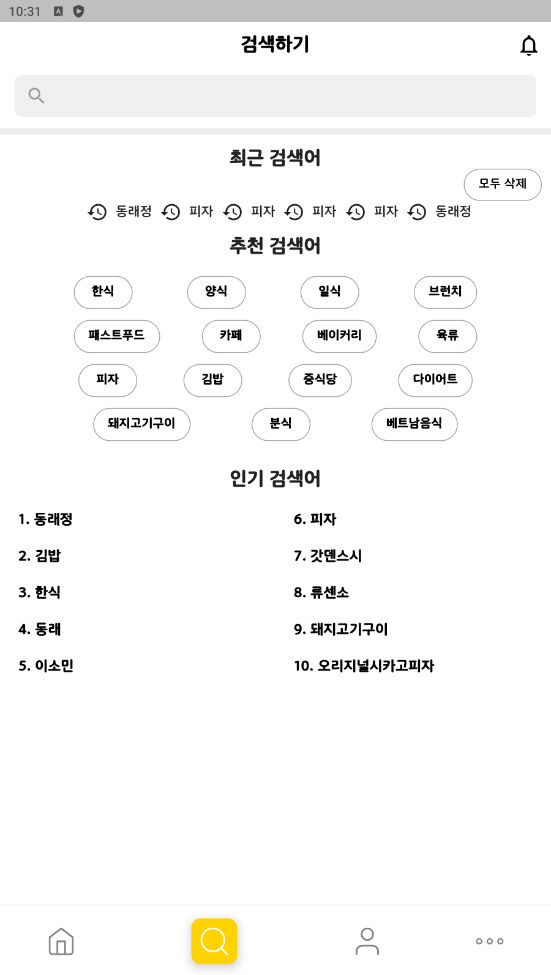 10:31
검색하기
최근 검색어
모두 삭제
동래정 피자 피자 피자 피자 동래정
추천 검색어
한식 양식 일식 브런치
패스트푸드 카페 베이커리 육류
피자 김밥 중식당 다이어트
돼지고기구이 분식 베트남음식
인기 검색어
1. 동래정 6. 피자
2. 김밥 7. 갓덴스시
3. 한식 8. 류센소
4. 동래 9. 돼지고기구이
5. 이소민 10. 오리지널시카고피자